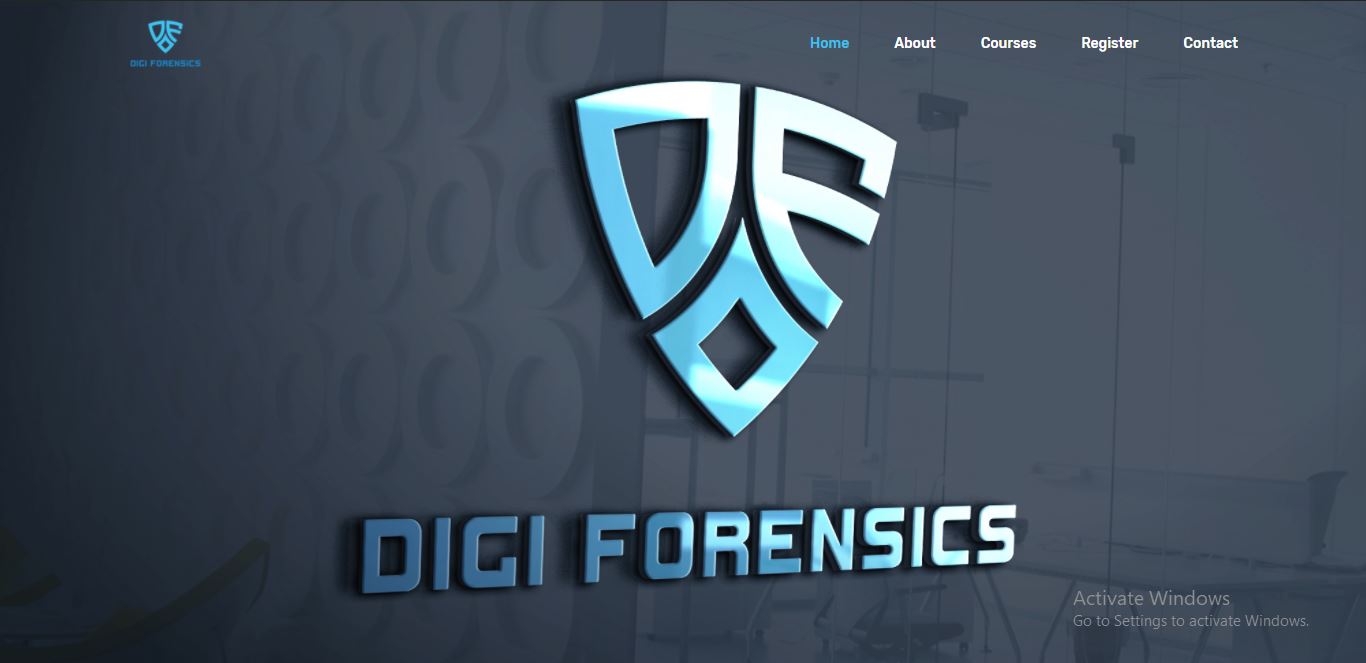 DIGI FORENSICS
Home About Courses Register Contact
DIGI FORENSICS
Activate Windows
Go to Settings to activate Windows.